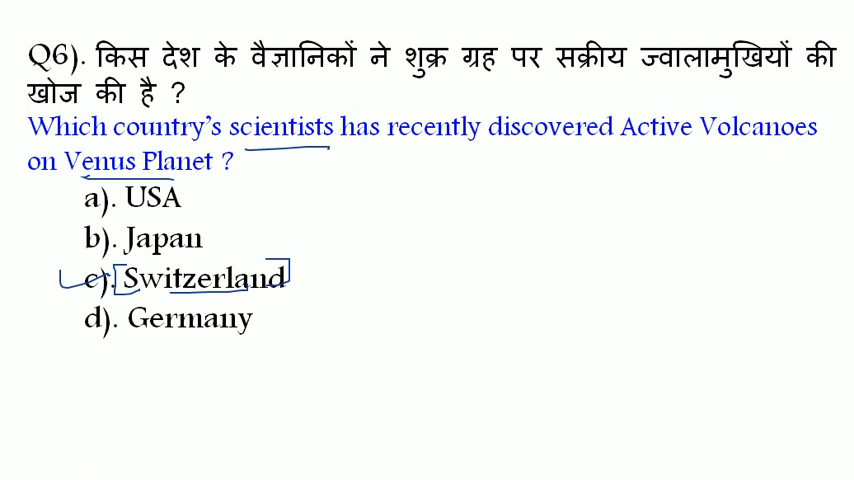 Q6). किस देश के वैज्ञानिकों ने शुक्र ग्रह पर सक्रीय ज्वालामुखियों की
खोज की है ?
Which country's scientists has recently discovered Active Volcanoes
on Venus Planet ?
a). USA
b). Japan
c). Switzerland
d). Germany